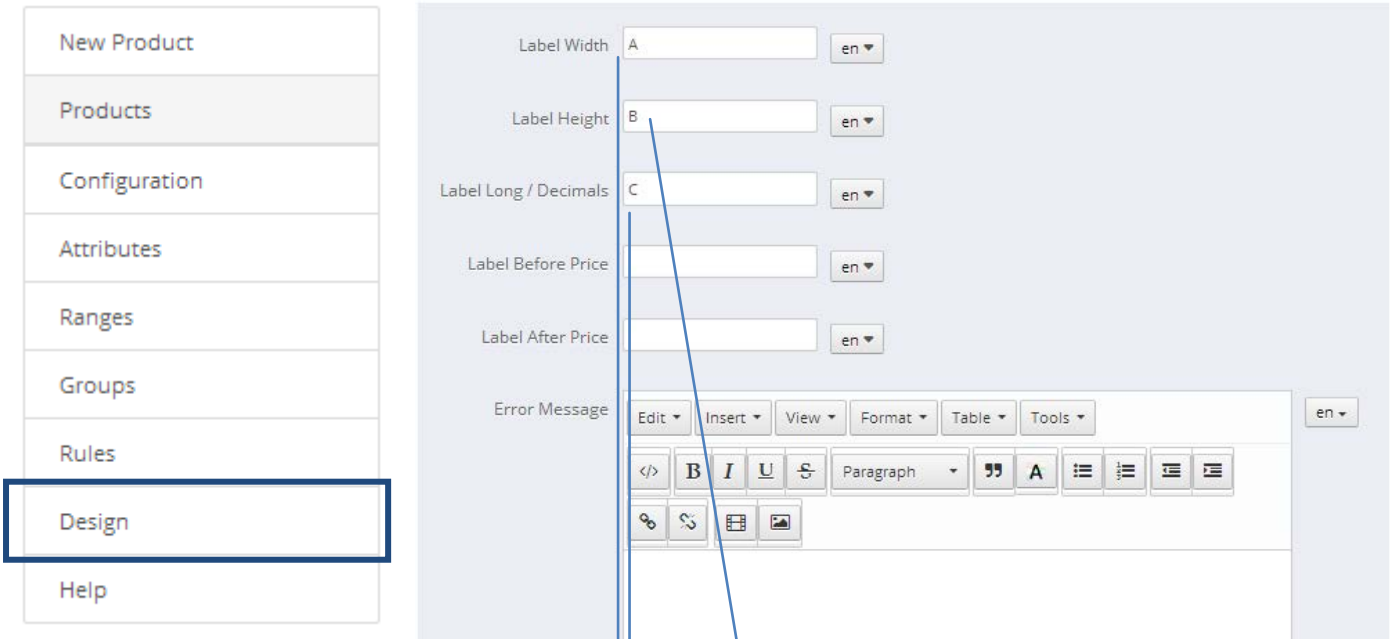 New Product
Products
Configuration
Attributes
Ranges
Groups
Rules
Design
Help
Label Width A en
Label Height B en
Label Long / Decimals C en
Label Before Price en
Label After Price en
Error Message Edit Insert View Format Table Tools en
</> B I U S Paragraph A